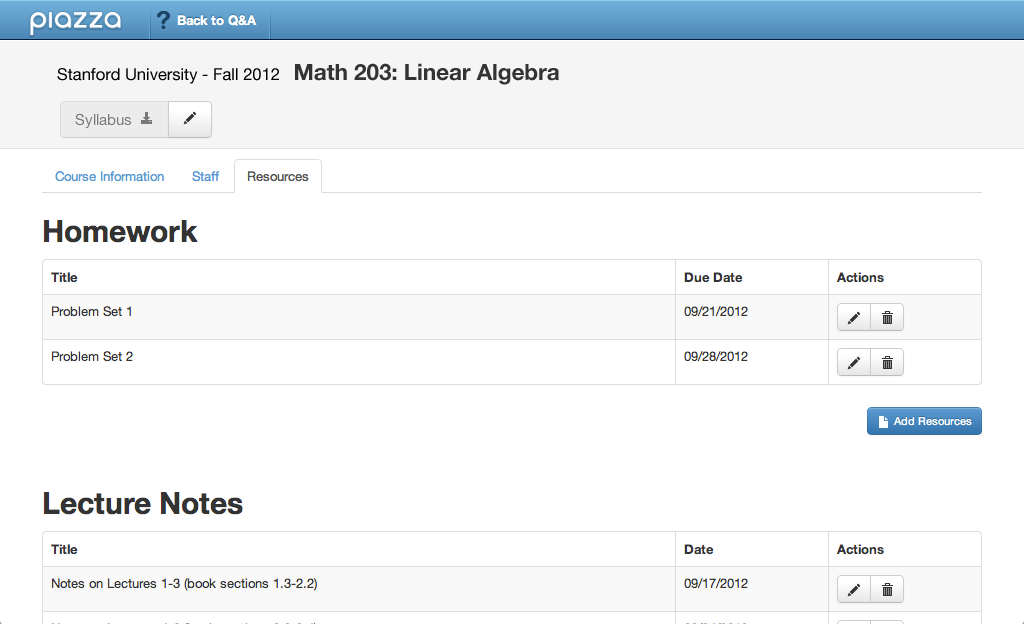 piazza
? Back to Q&A
Stanford University - Fall 2012 Math 203: Linear Algebra
Syllabus
Course Information Staff Resources
Homework
Title Due Date Actions
Problem Set 1 09/21/2012
Problem Set 2 09/28/2012
Add Resources
Lecture Notes
Title Date Actions
Notes on Lectures 1-3 (book sections 1.3-2.2) 09/17/2012